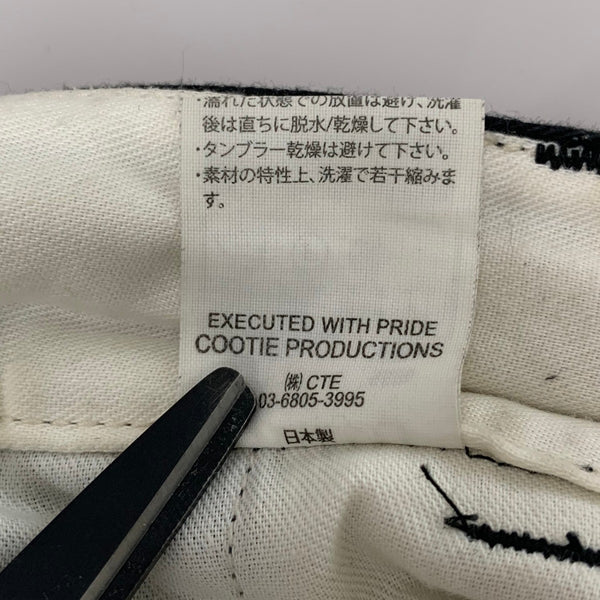 ・濡れた状態での放置は避け、洗濯
後は直ちに脱水/乾燥して下さい。
・タンブラー乾燥は避けて下さい。
・素材の特性上、洗濯で若干縮みま
す。
EXECUTED WITH PRIDE
COOTIE PRODUCTIONS
㈱ CTE
03-6805-3995
日本製